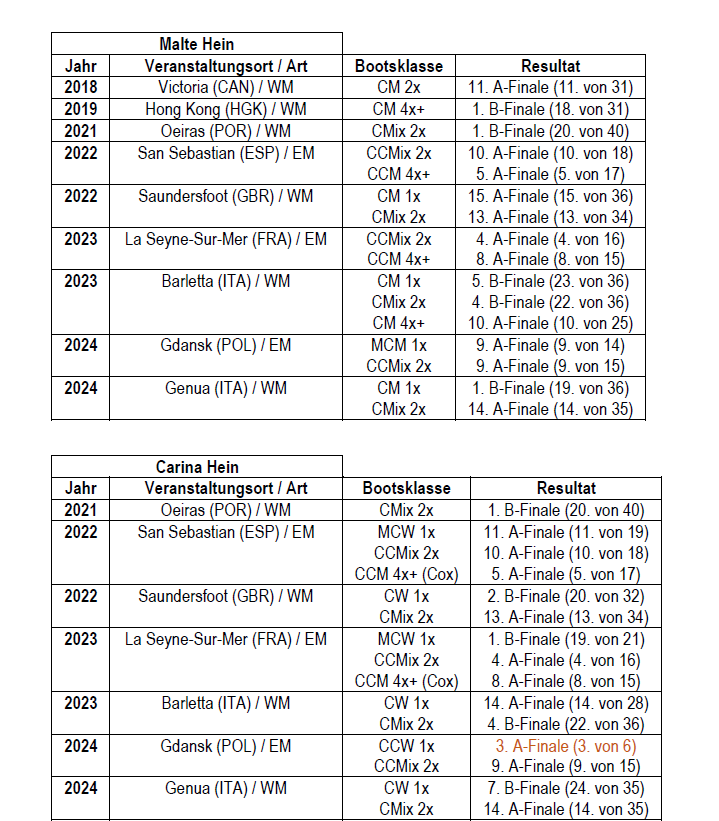 Malte Hein
Jahr Veranstaltungsort / Art Bootsklasse Resultat
2018 Victoria (CAN) / WM CM 2x 11. A-Finale (11. von 31)
2019 Hong Kong (HGK) / WM CM 4x+ 1. B-Finale (18. von 31)
2021 Oeiras (POR) / WM CMix 2x 1. B-Finale (20. von 40)
2022 San Sebastian (ESP) / EM CCMix 2x 10. A-Finale (10. von 18)
CCM 4x+ 5. A-Finale (5. von 17)
2022 Saundersfoot (GBR) / WM CM 1x 15. A-Finale (15. von 36)
CMix 2x 13. A-Finale (13. von 34)
2023 La Seyne-Sur-Mer (FRA) / EM CCMix 2x 4. A-Finale (4. von 16)
CCM 4x+ 8. A-Finale (8. von 15)
2023 Barletta (ITA) / WM CM 1x 5. B-Finale (23. von 36)
CMix 2x 4. B-Finale (22. von 36)
CM 4x+ 10. A-Finale (10. von 25)
2024 Gdansk (POL) / EM MCM 1x 9. A-Finale (9. von 14)
CCMix 2x 9. A-Finale (9. von 15)
2024 Genua (ITA) / WM CM 1x 1. B-Finale (19. von 36)
CMix 2x 14. A-Finale (14. von 35)
Carina Hein
Jahr Veranstaltungsort / Art Bootsklasse Resultat
2021 Oeiras (POR) / WM CMix 2x 1. B-Finale (20. von 40)
2022 San Sebastian (ESP) / EM MCW 1x 11. A-Finale (11. von 19)
CCMix 2x 10. A-Finale (10. von 18)
CCM 4x+ (Cox) 5. A-Finale (5. von 17)
2022 Saundersfoot (GBR) / WM CW 1x 2. B-Finale (20. von 32)
CMix 2x 13. A-Finale (13. von 34)
2023 La Seyne-Sur-Mer (FRA) / EM MCW 1x 1. B-Finale (19. von 21)
CCMix 2x 4. A-Finale (4. von 16)
CCM 4x+ (Cox) 8. A-Finale (8. von 15)
2023 Barletta (ITA) / WM CW 1x 14. A-Finale (14. von 28)
CMix 2x 4. B-Finale (22. von 36)
2024 Gdansk (POL) / EM CCW 1x 3. A-Finale (3. von 6)
CCMix 2x 9. A-Finale (9. von 15)
2024 Genua (ITA) / WM CW 1x 7. B-Finale (24. von 35)
CMix 2x 14. A-Finale (14. von 35)